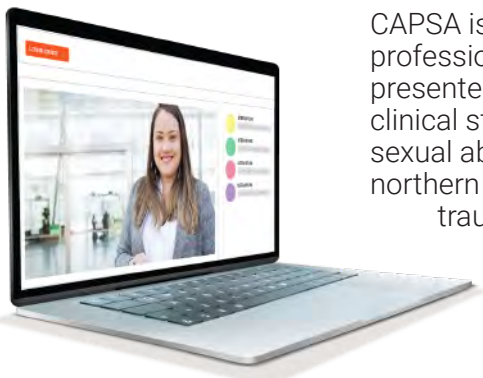 CAPSA is
professio
presente
clinical st
sexual ab
northern
trau